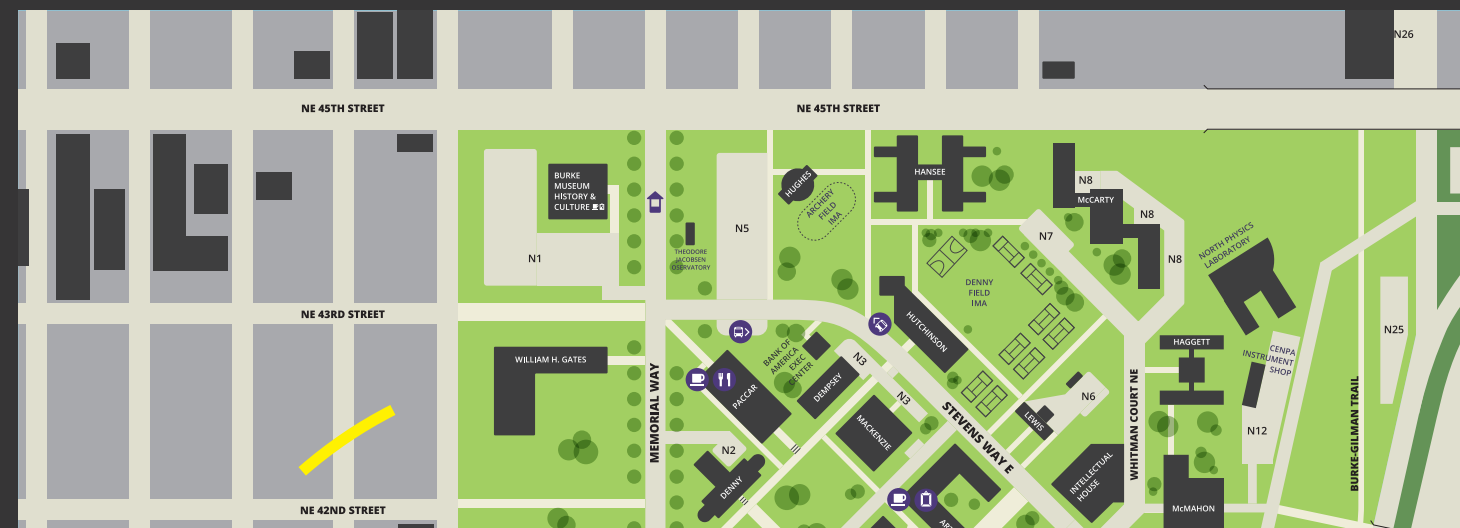 N26
NE 45TH STREET
NE 45TH STREET
BURKE
MUSEUM
HISTORY &
CULTURE
HUGHES
ARCHERY
FIELD
IMA
HANSEE
N8
McCARTY
N8
N8
N5
N7
N1
THEODORE
JACOBSEN
OSERVATORY
NORTH PHYSICS
LABORATORY
DENNY
FIELD
IMA
NE 43RD STREET
HUTCHINSON
N25
HAGGETT
CENPA
INSTRUMENT
SHOP
WILLIAM H. GATES
BANK OF
AMERICA
EXEC
CENTER
N3
N3
PACCAR
DEMPSEY
MACKENZIE
N6
LEWIS
MEMORIAL WAY
STEVENS WAY E
WHITMAN COURT NE
BURKE-GILMAN TRAIL
N12
N2
DENNY
INTELLECTUAL
HOUSE
McMAHON
NE 42ND STREET
ART